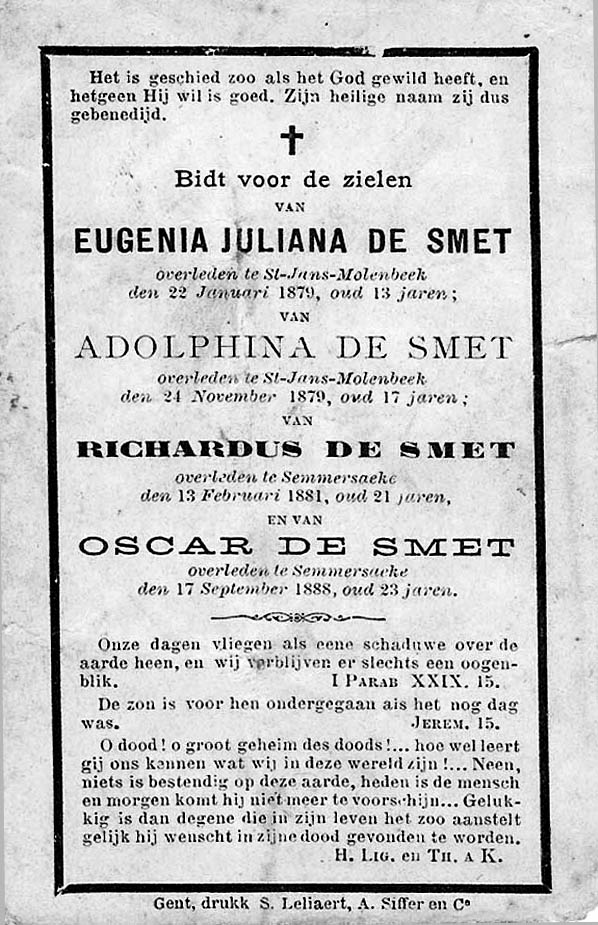 Het is geschied zoo als het God gewild heeft, en
hetgeen Hij wil is goed. Zijn heilige naam zij dus
gebenedijd.
Bidt voor de zielen
VAN
EUGENIA JULIANA DE SMET
overleden te St-Jans-Molenbeek
den 22 Januari 1879, oud 13 jaren;
VAN
ADOLPHINA DE SMET
overleden te St-Jans-Molenbeek
den 24 November 1879, oud 17 jaren;
VAN
RICHARDUS DE SMET
overleden te Semmersaeke
den 13 Februari 1881, oud 21 jaren,
EN VAN
OSCAR DE SMET
overleden te Semmersaeke
den 17 September 1888, oud 23 jaren.
Onze dagen vliegen als eene schaduwe over de
aarde heen, en wij verblijven er slechts een oogen-
blik. I PARAB XXIX. 15.
De zon is voor hen ondergegaan als het nog dag
was. JEREM. 15.
O dood! o groot geheim des doods!... hoe wel leert
gij ons kennen wat wij in deze wereld zijn!... Neen,
niets is bestendig op deze aarde, heden is de mensch
en morgen komt hij niet meer te voorschijn... Geluk-
kig is dan degene die in zijn leven het zoo aanstelt
gelijk hij wenscht in zijne dood gevonden te worden.
H. LIG. en TH. A K.
Gent, drukk S. Leliaert, A. Siffer en Cᵉ